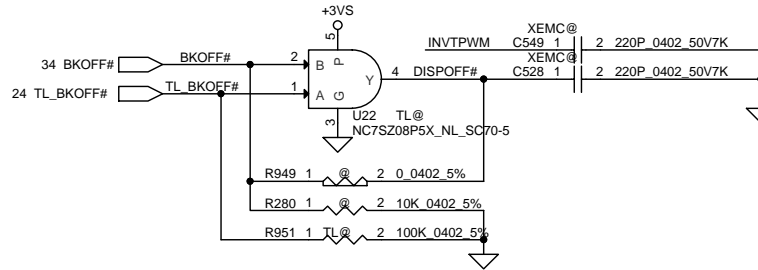 +3VS
XEMC@
INVTPWM C549 1 2 220P_0402_50V7K
XEMC@
34 BKOFF# BKOFF# 2 B P 5
Y 4 DISPOFF# C528 1 2 220P_0402_50V7K
24 TL_BKOFF# TL_BKOFF# 1 A G 3
U22 TL@
NC7SZ08P5X_NL_SC70-5
R949 1 @ 2 0_0402_5%
R280 1 @ 2 10K_0402_5%
R951 1 TL@ 2 100K_0402_5%